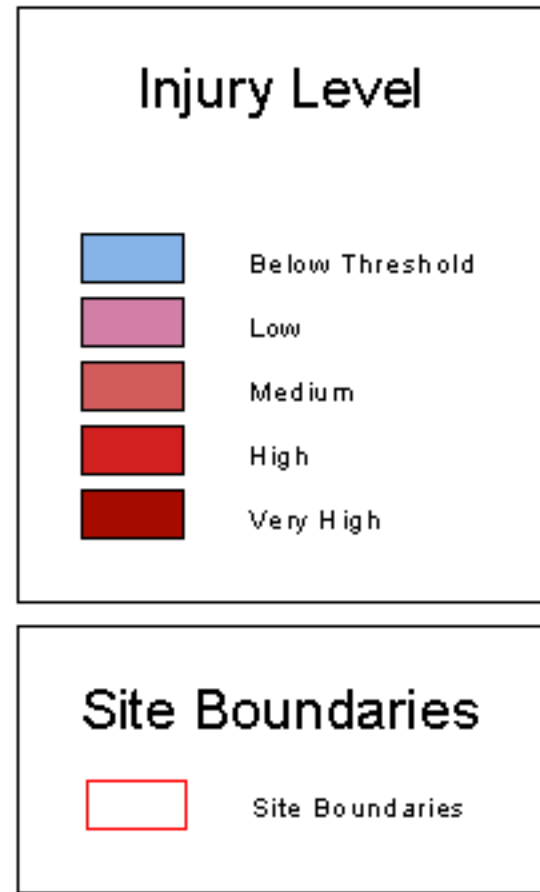 Injury Level
Below Threshold
Low
Medium
High
Very High
Site Boundaries
Site Boundaries